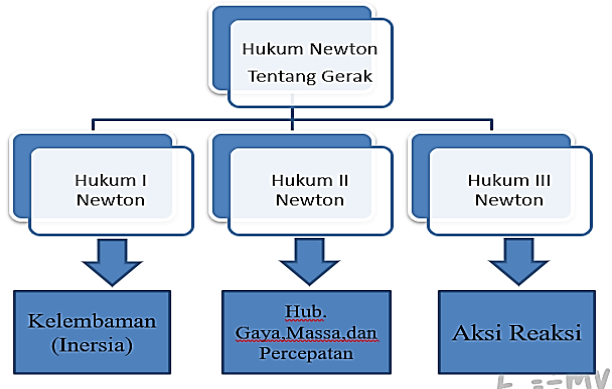 Hukum Newton
Tentang Gerak
Hukum I
Newton
Hukum II
Newton
Hukum III
Newton
Kelembaman
(Inersia)
Hub.
Gaya,Massa,dan
Percepatan
Aksi Reaksi